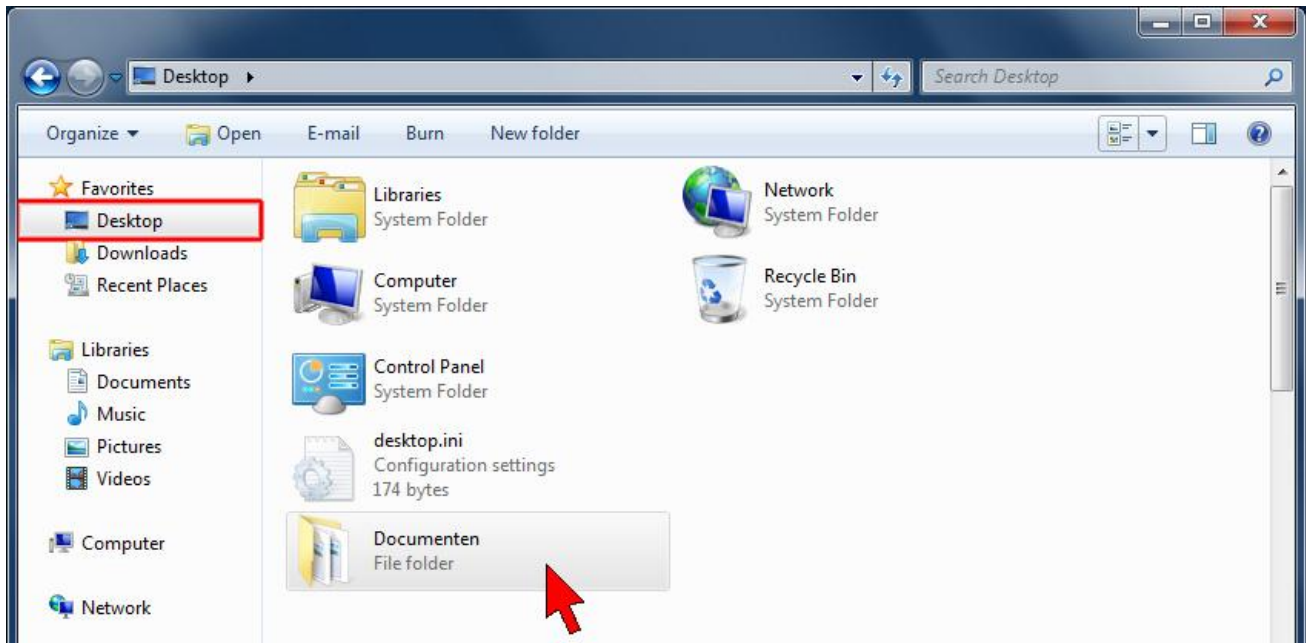 Desktop
Search Desktop
Organize
Open
E-mail
Burn
New folder
Favorites
Desktop
Downloads
Recent Places
Libraries
Documents
Music
Pictures
Videos
Computer
Network
Libraries
System Folder
Computer
System Folder
Control Panel
System Folder
desktop.ini
Configuration settings
174 bytes
Documenten
File folder
Network
System Folder
Recycle Bin
System Folder